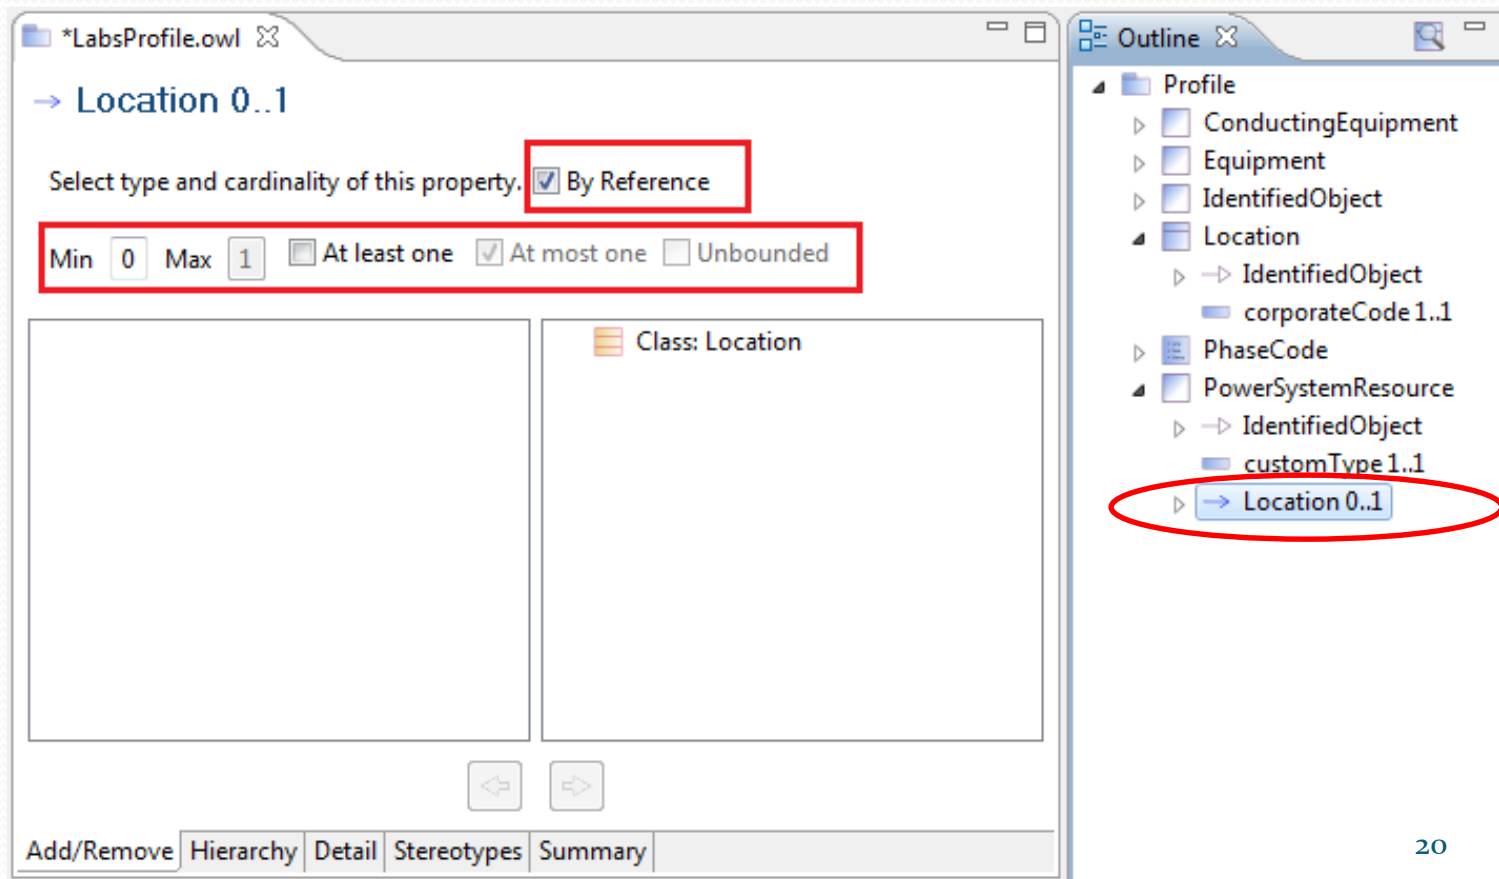 *LabsProfile.owl
→ Location 0..1
Select type and cardinality of this property. By Reference
Min 0 Max 1 At least one At most one Unbounded
Class: Location
Add/Remove Hierarchy Detail Stereotypes Summary
Outline
Profile
ConductingEquipment
Equipment
IdentifiedObject
Location
IdentifiedObject
corporateCode 1..1
PhaseCode
PowerSystemResource
IdentifiedObject
customType 1..1
Location 0..1
20